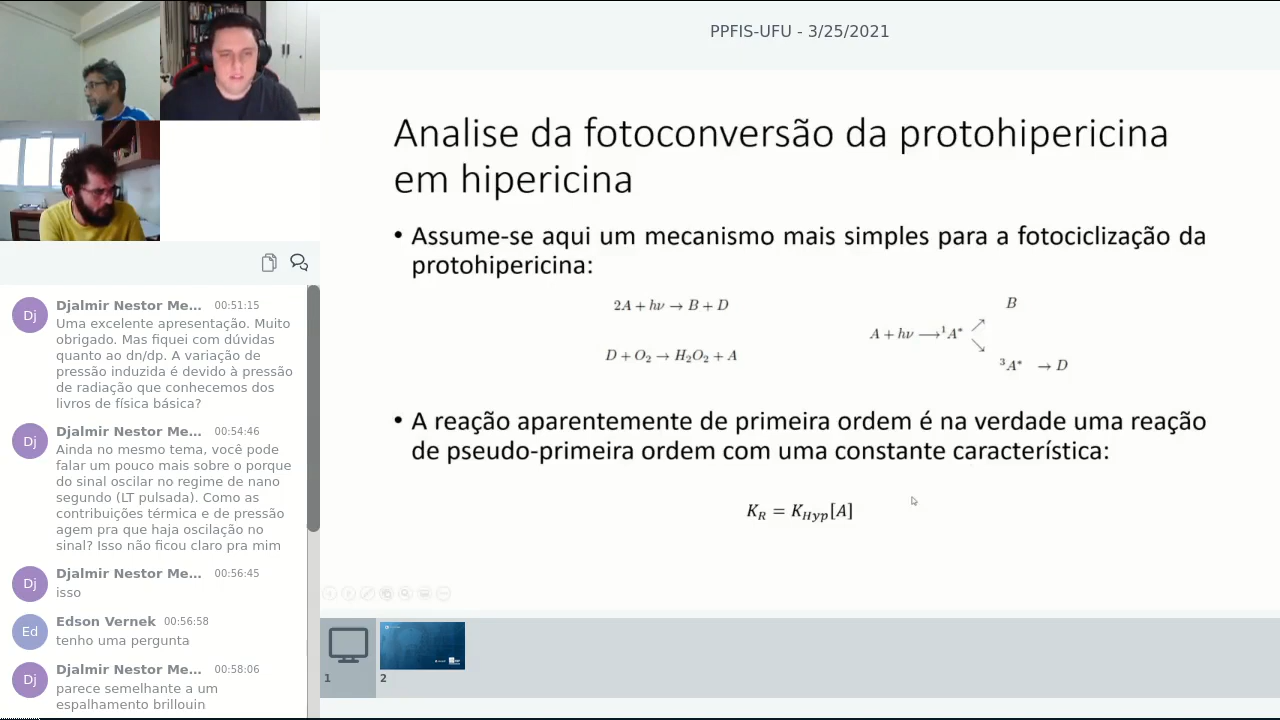 PPFIS-UFU - 3/25/2021
Analise da fotoconversão da protohipericina
em hipericina
• Assume-se aqui um mecanismo mais simples para a fotociclização da
protohipericina:
2A + hν → B + D
D + O₂ → H₂O₂ + A
B
A + hν ⟶ ¹A* ↗ ↘
³A* → D
• A reação aparentemente de primeira ordem é na verdade uma reação
de pseudo-primeira ordem com uma constante característica:
K_R = K_Hyp[A]
1
2
Dj
Djalmir Nestor Me... 00:51:15
Uma excelente apresentação. Muito
obrigado. Mas fiquei com dúvidas
quanto ao dn/dp. A variação de
pressão induzida é devido à pressão
de radiação que conhecemos dos
livros de física básica?
Dj
Djalmir Nestor Me... 00:54:46
Ainda no mesmo tema, você pode
falar um pouco mais sobre o porque
do sinal oscilar no regime de nano
segundo (LT pulsada). Como as
contribuições térmica e de pressão
agem pra que haja oscilação no
sinal? Isso não ficou claro pra mim
Dj
Djalmir Nestor Me... 00:56:45
isso
Ed
Edson Vernek 00:56:58
tenho uma pergunta
Dj
Djalmir Nestor Me... 00:58:06
parece semelhante a um
espalhamento brillouin